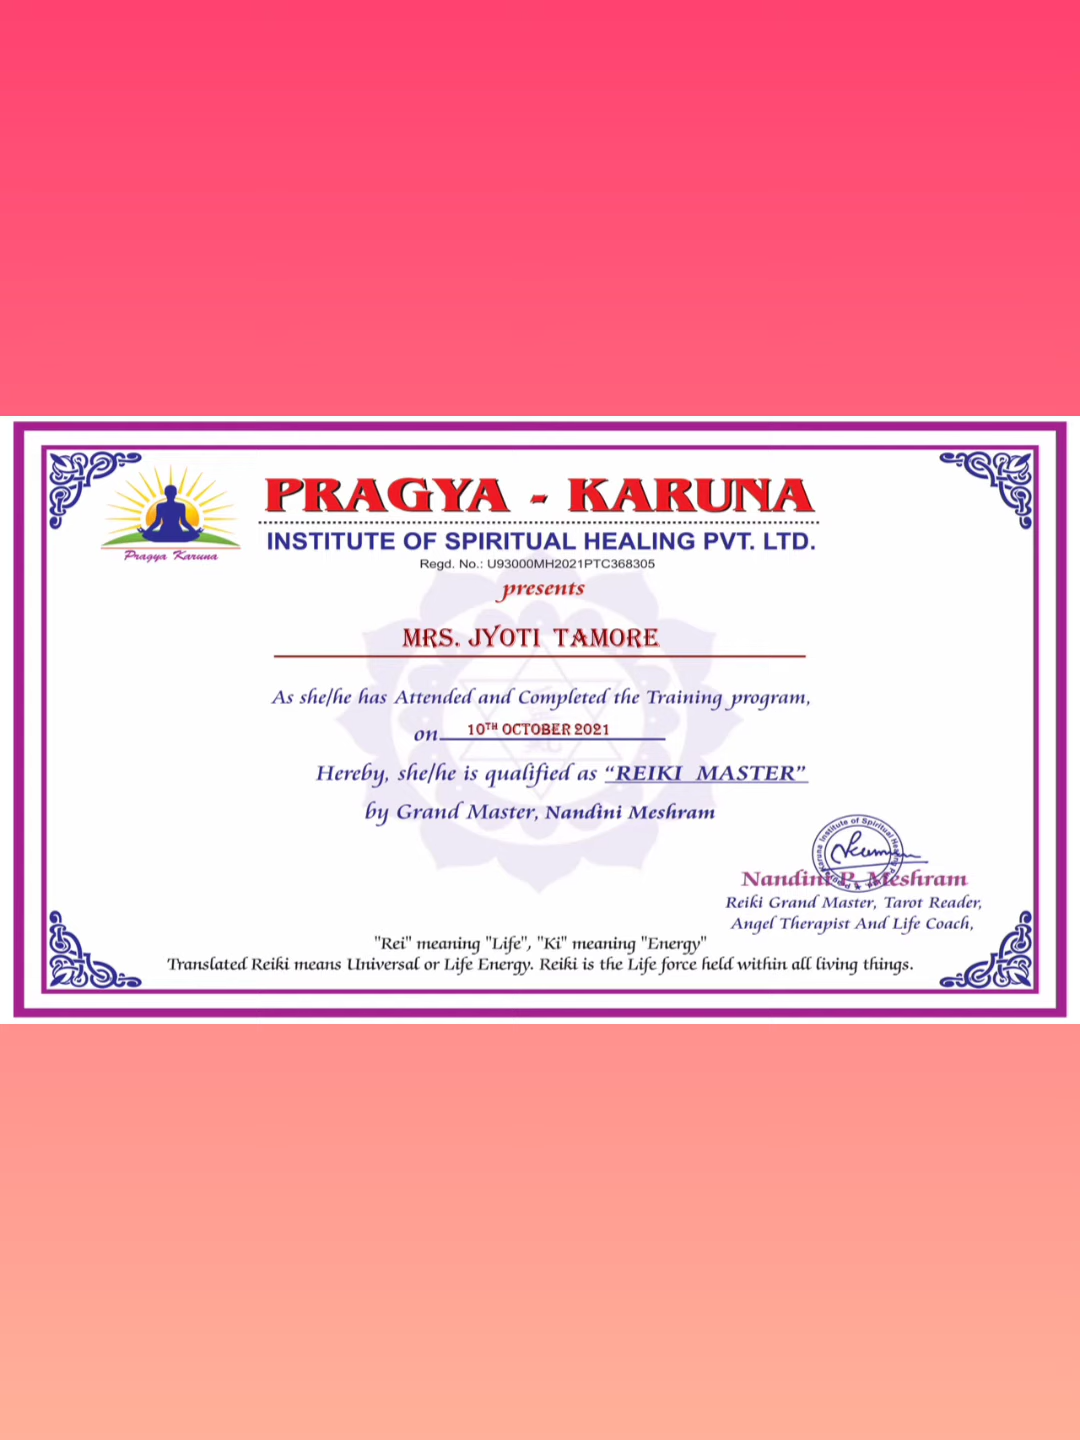 PRAGYA - KARUNA
INSTITUTE OF SPIRITUAL HEALING PVT. LTD.
Regd. No.: U93000MH2021PTC368305
Pragya Karuna
presents
MRS. JYOTI TAMORE
As she/he has Attended and Completed the Training program,
on 10TH OCTOBER 2021
Hereby, she/he is qualified as “REIKI MASTER”
by Grand Master, Nandini Meshram
Nandini P. Meshram
Reiki Grand Master, Tarot Reader,
Angel Therapist And Life Coach,
"Rei" meaning "Life", "Ki" meaning "Energy"
Translated Reiki means Universal or Life Energy. Reiki is the Life force held within all living things.